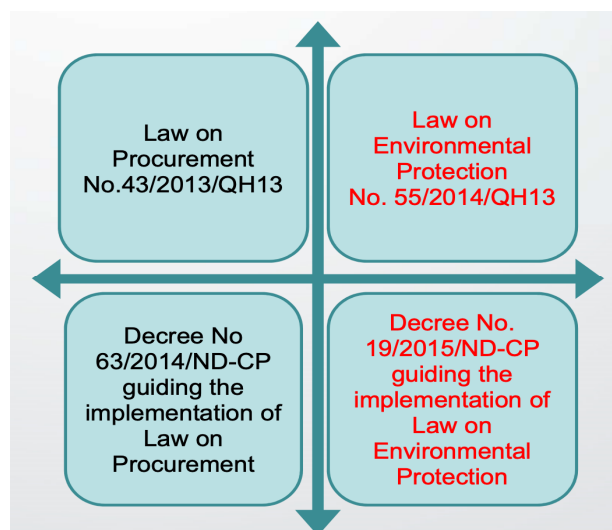 Law on
Procurement
No.43/2013/QH13
Law on
Environmental
Protection
No. 55/2014/QH13
Decree No
63/2014/ND-CP
guiding the
implementation of
Law on
Procurement
Decree No.
19/2015/ND-CP
guiding the
implementation of
Law on
Environmental
Protection